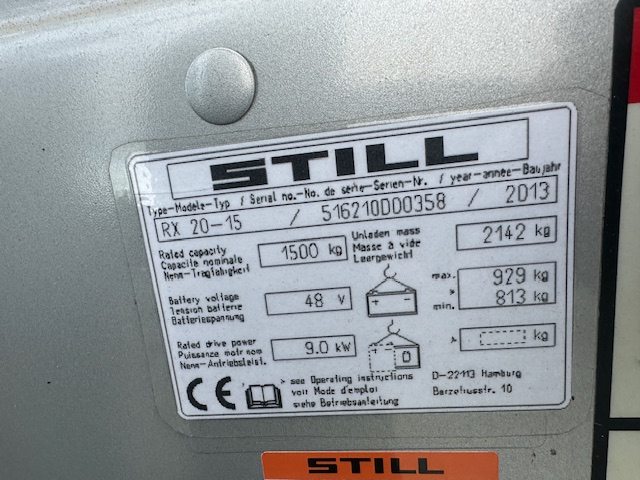 STILL
Type-Modele-Typ / Serial no.-No. de serie-Serien-Nr. / year-année-Baujahr
RX 20-15 / 516210D00358 / 2013
Rated capacity
Capacite nominale
Nenn-Tragfähigkeit
1500 kg
Unladen mass
Masse à vide
Leergewicht
2142 kg
Battery voltage
Tension batterie
Batteriespannung
48 V
max. 929 kg
min. 813 kg
Rated drive power
Puissance motr nom
Nenn-Antriebsleist.
9.0 kW
kg
CE
> see Operating instructions
voir Mode d'emploi
siehe Betriebsanleitung
D-22113 Hamburg
Berzeliusstr. 10
STILL